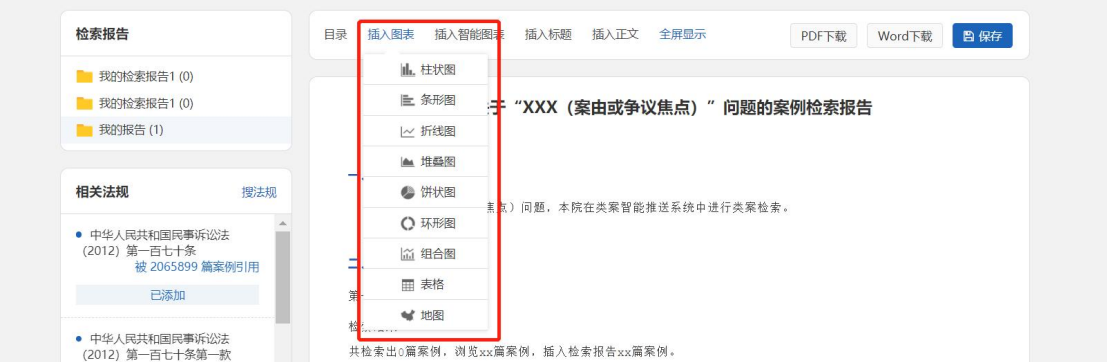 检索报告
我的检索报告1 (0)
我的检索报告1 (0)
我的报告 (1)
相关法规 搜法规
中华人民共和国民事诉讼法
(2012) 第一百七十条
被 2065899 篇案例引用
已添加
中华人民共和国民事诉讼法
(2012) 第一百七十条第一款
目录 插入图表 插入智能图表 插入标题 插入正文 全屏显示 PDF下载 Word下载 保存
柱状图
条形图
折线图
堆叠图
饼状图
环形图
组合图
表格
地图
于“XXX（案由或争议焦点）”问题的案例检索报告
一
焦点）问题，本院在类案智能推送系统中进行类案检索。
二
第一
检
共检索出0篇案例，浏览xx篇案例，插入检索报告xx篇案例。